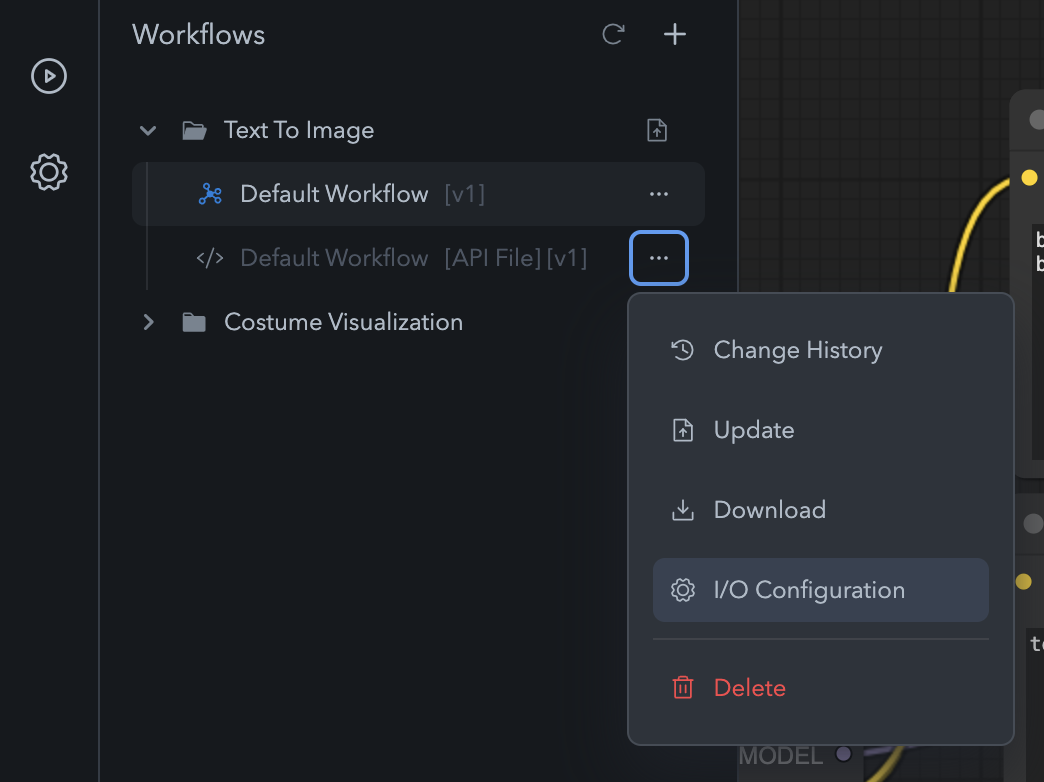 Workflows
Text To Image
Default Workflow [v1]
</> Default Workflow [API File] [v1]
Costume Visualization
Change History
Update
Download
I/O Configuration
Delete
b
b
to
MODEL